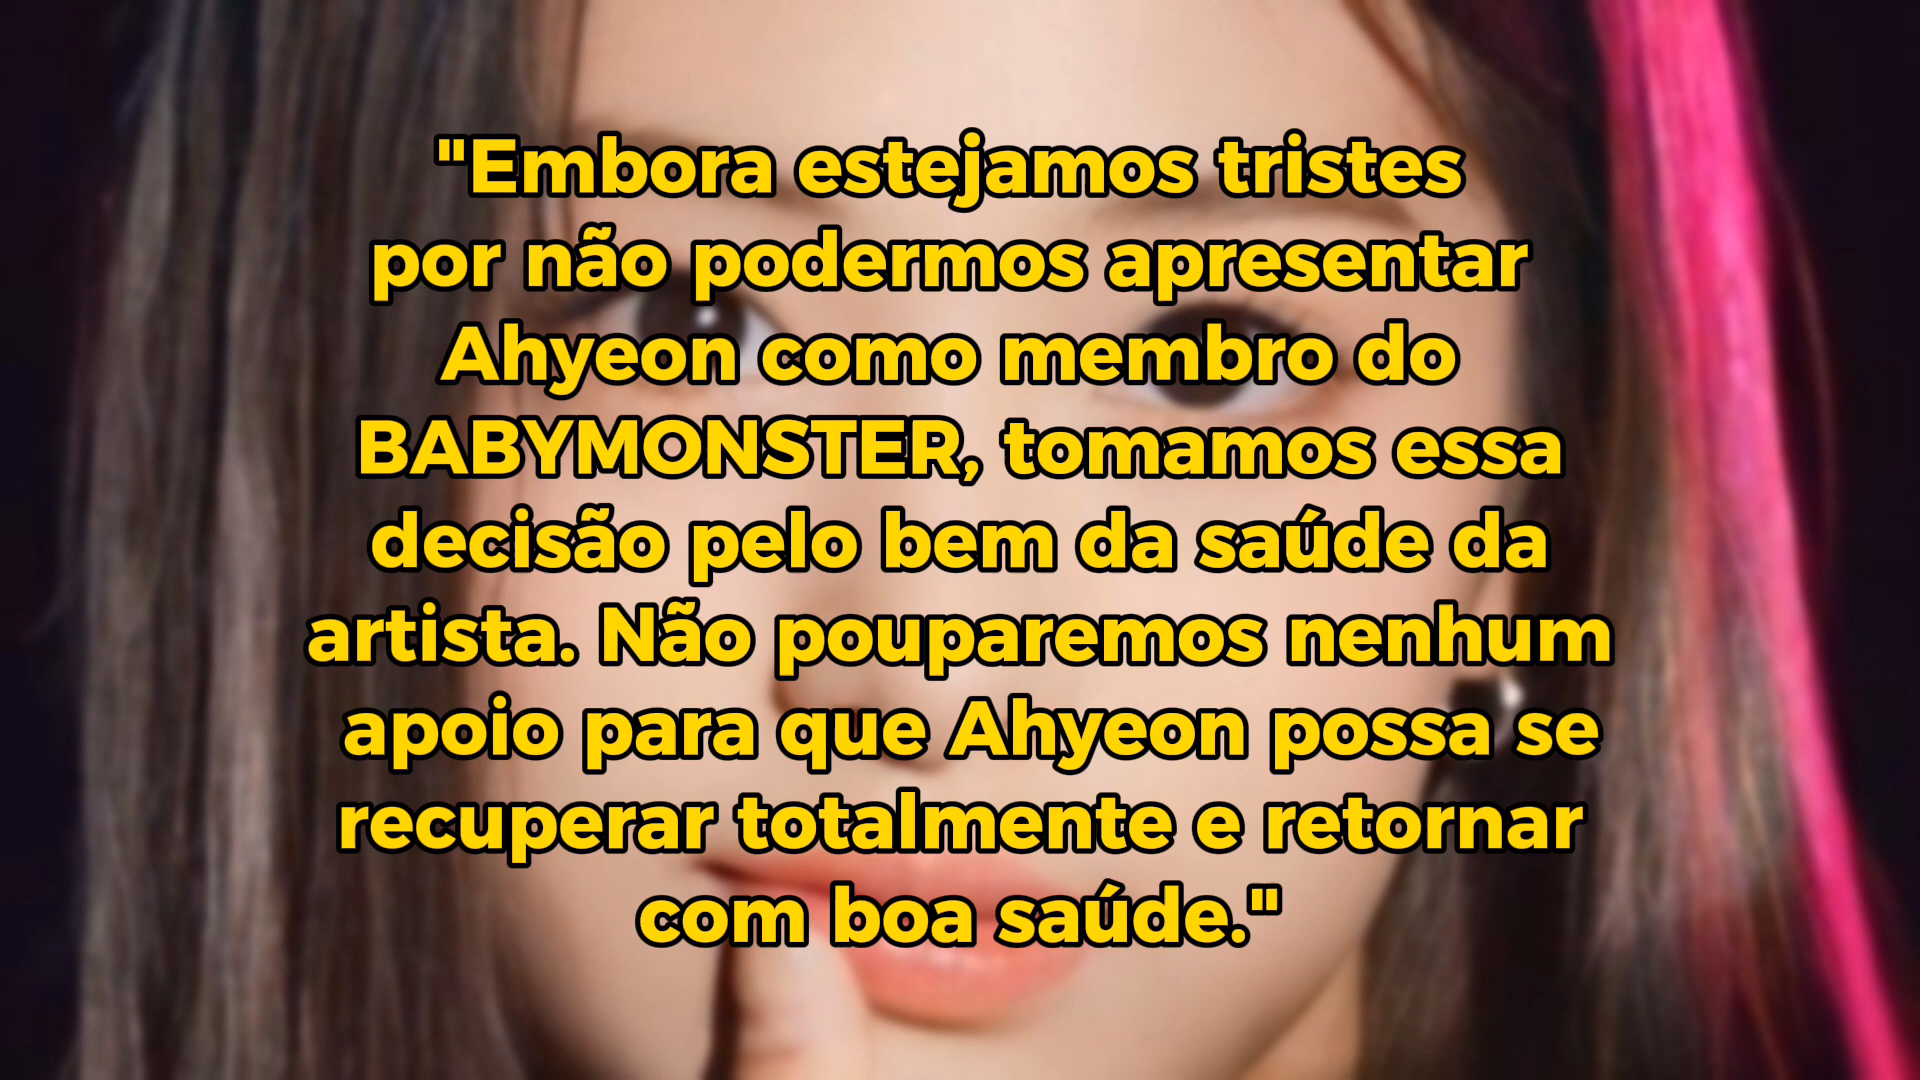 "Embora estejamos tristes
por não podermos apresentar
Ahyeon como membro do
BABYMONSTER, tomamos essa
decisão pelo bem da saúde da
artista. Não pouparemos nenhum
apoio para que Ahyeon possa se
recuperar totalmente e retornar
com boa saúde."